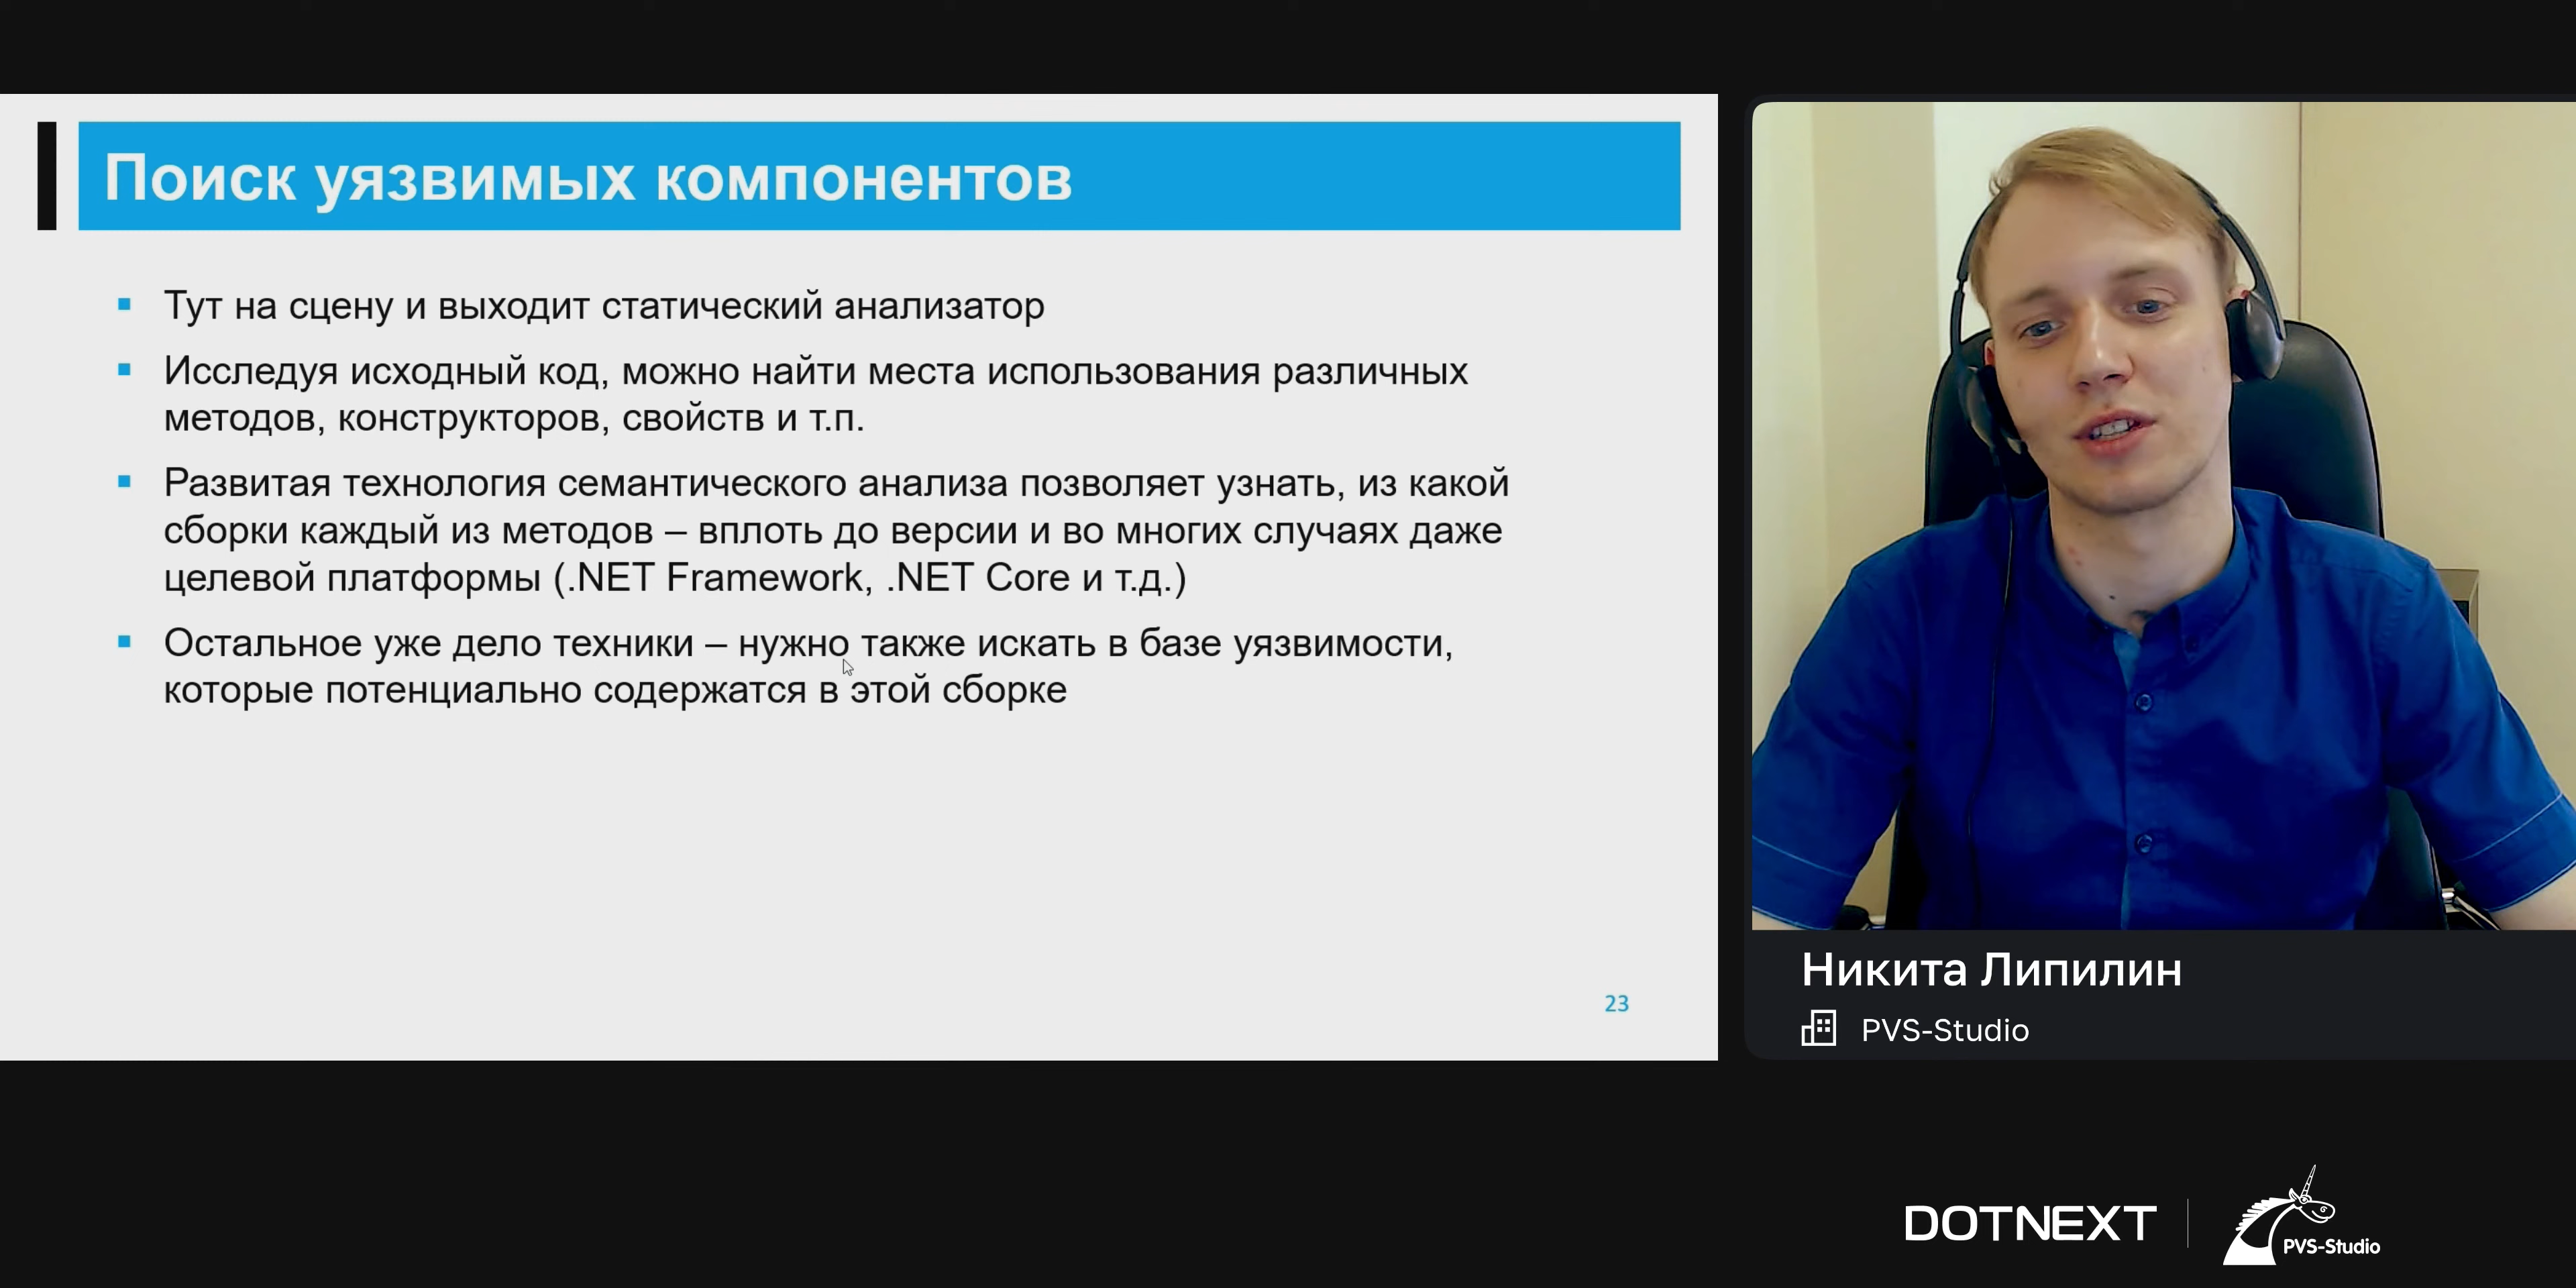 Поиск уязвимых компонентов
Тут на сцену и выходит статический анализатор
Исследуя исходный код, можно найти места использования различных
методов, конструкторов, свойств и т.п.
Развитая технология семантического анализа позволяет узнать, из какой
сборки каждый из методов – вплоть до версии и во многих случаях даже
целевой платформы (.NET Framework, .NET Core и т.д.)
Остальное уже дело техники – нужно также искать в базе уязвимости,
которые потенциально содержатся в этой сборке
23
Никита Липилин
PVS-Studio
DOTNEXT
PVS-Studio